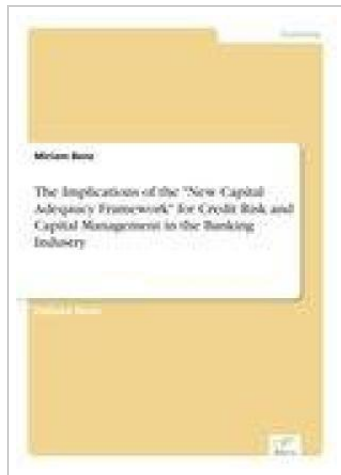 Miriam Benz
The Implications of the "New Capital
Adequacy Framework" for Credit Risk and
Capital Management in the Banking
Industry